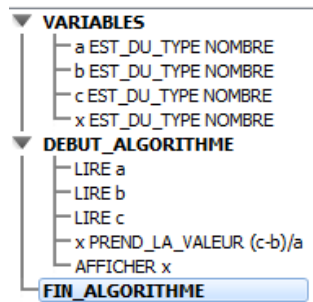 VARIABLES
a EST_DU_TYPE NOMBRE
b EST_DU_TYPE NOMBRE
c EST_DU_TYPE NOMBRE
x EST_DU_TYPE NOMBRE
DEBUT_ALGORITHME
LIRE a
LIRE b
LIRE c
x PREND_LA_VALEUR (c-b)/a
AFFICHER x
FIN_ALGORITHME